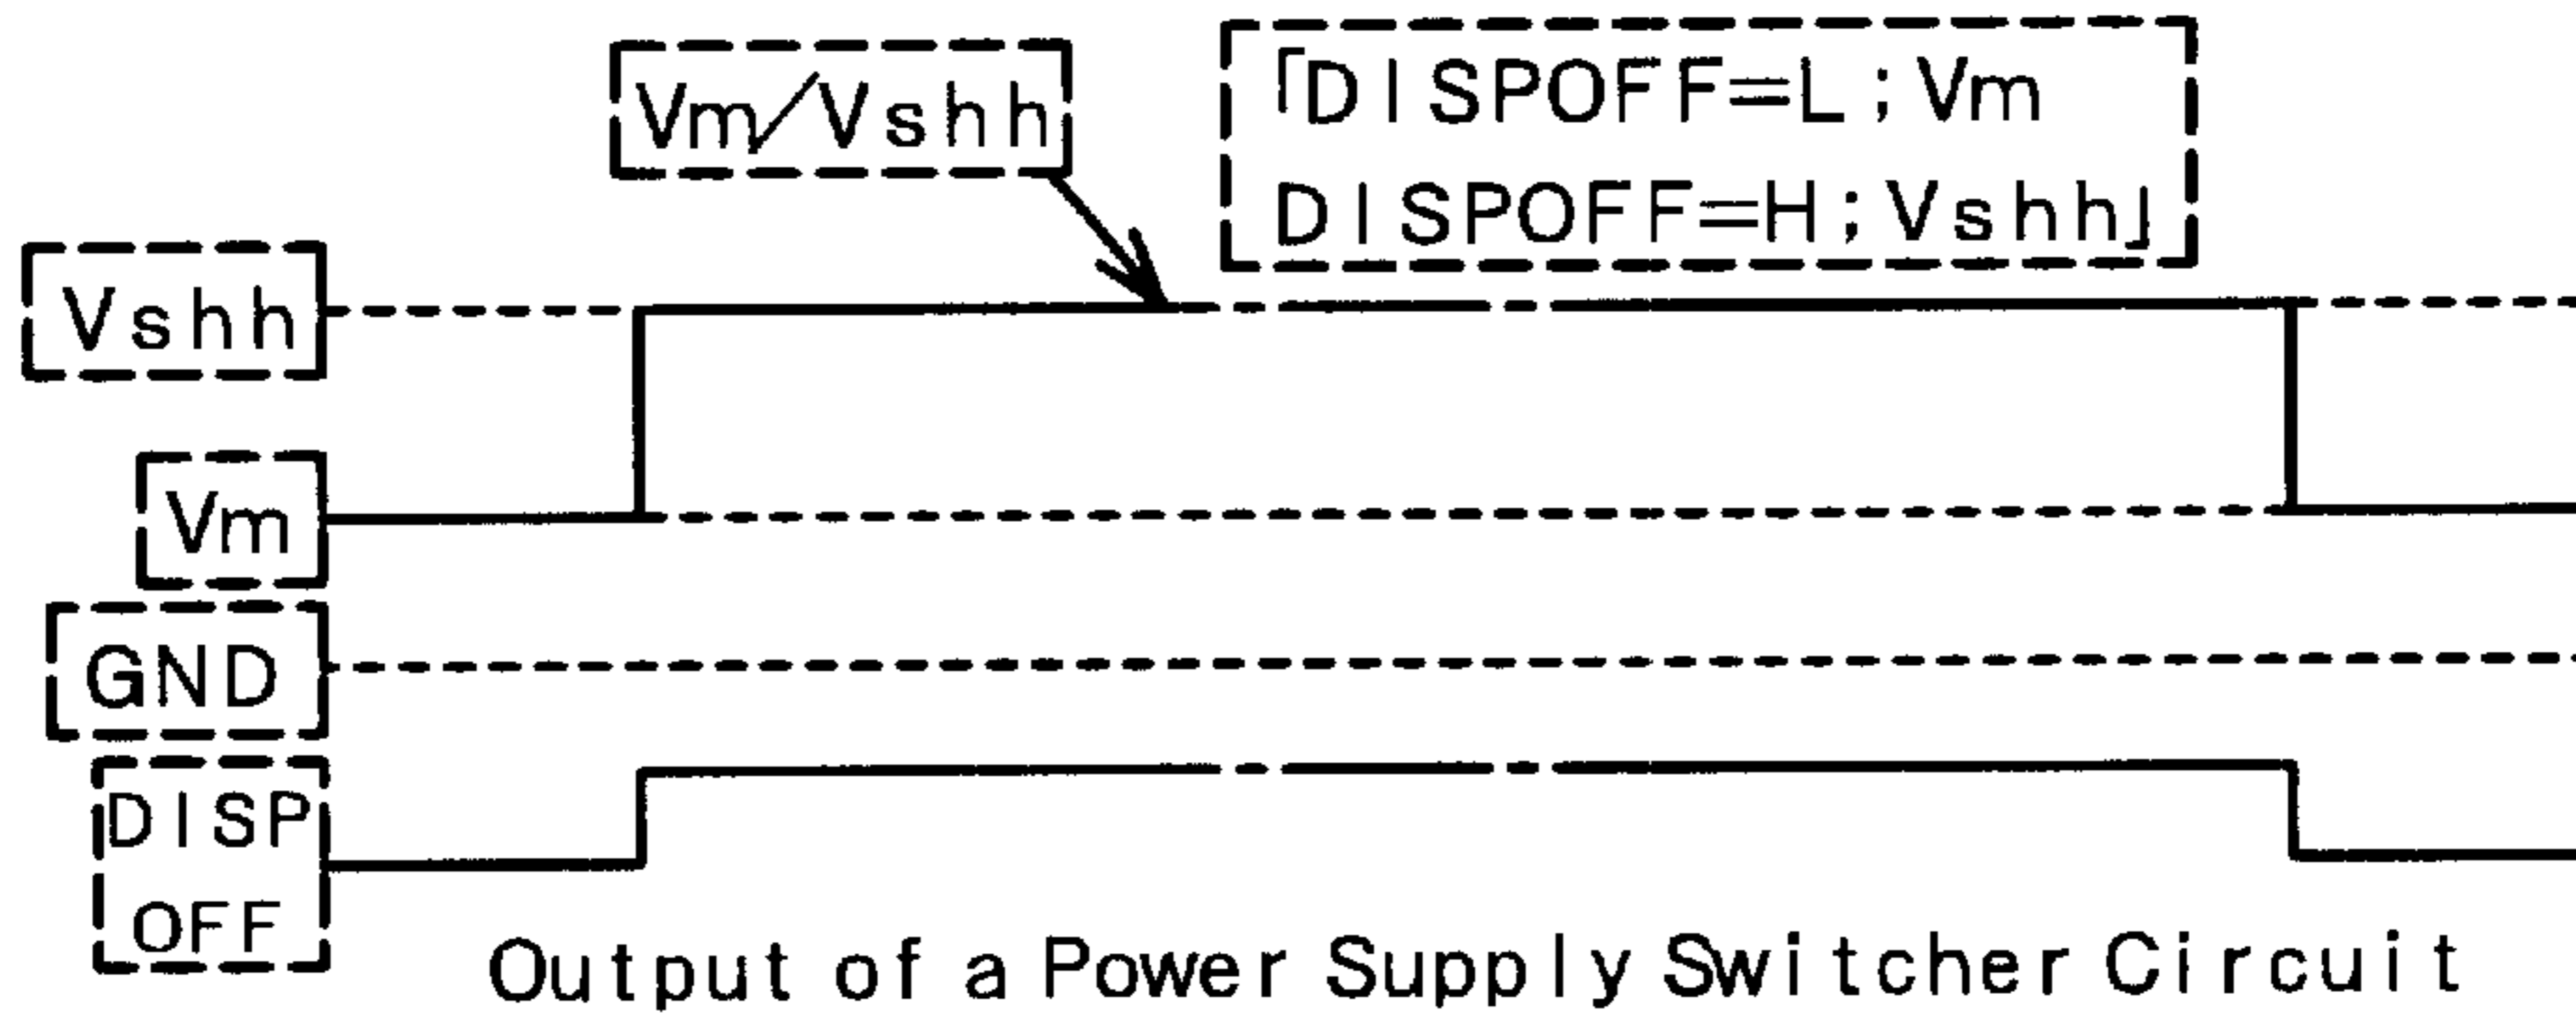 Vm/Vshh
「DISPOFF=L;Vm
DISPOFF=H;Vshh」
Vshh
Vm
GND
DISP
OFF
Output of a Power Supply Switcher Circuit